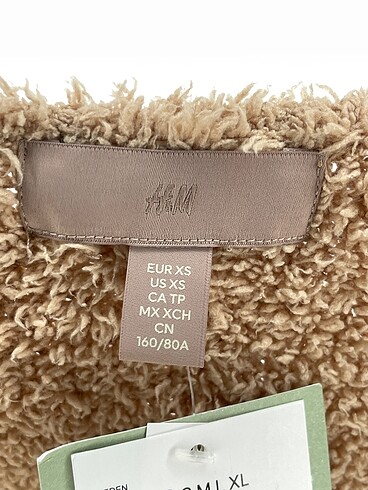 H&M
EUR XS
US XS
CA TP
MX XCH
CN
160/80A
S M L XL